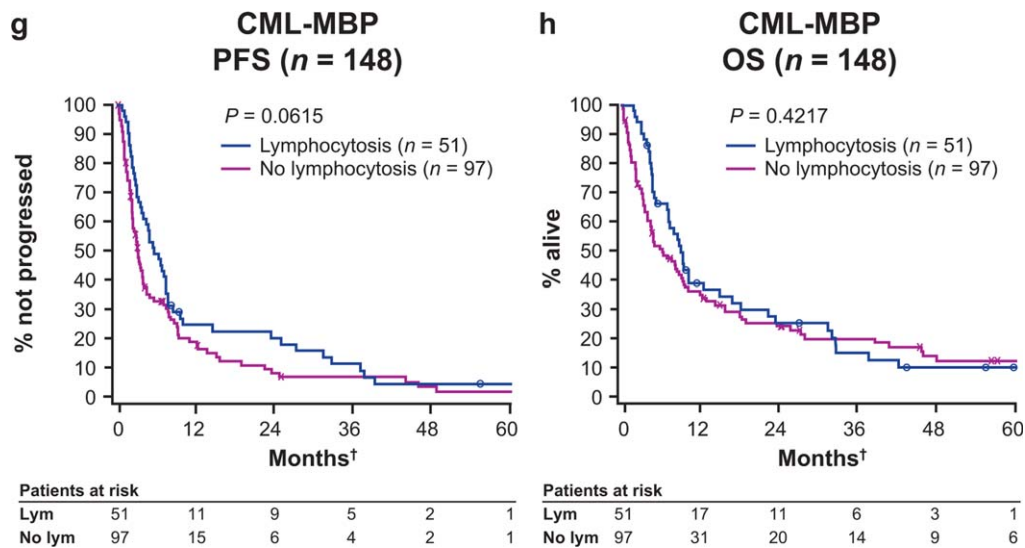 g
CML-MBP
PFS (n = 148)
P = 0.0615
Lymphocytosis (n = 51)
No lymphocytosis (n = 97)
% not progressed
100
90
80
70
60
50
40
30
20
10
0
0 12 24 36 48 60
Months†
Patients at risk
Lym 51 11 9 5 2 1
No lym 97 15 6 4 2 1
h
CML-MBP
OS (n = 148)
P = 0.4217
Lymphocytosis (n = 51)
No lymphocytosis (n = 97)
% alive
100
90
80
70
60
50
40
30
20
10
0
0 12 24 36 48 60
Months†
Patients at risk
Lym 51 17 11 6 3 1
No lym 97 31 20 14 9 6